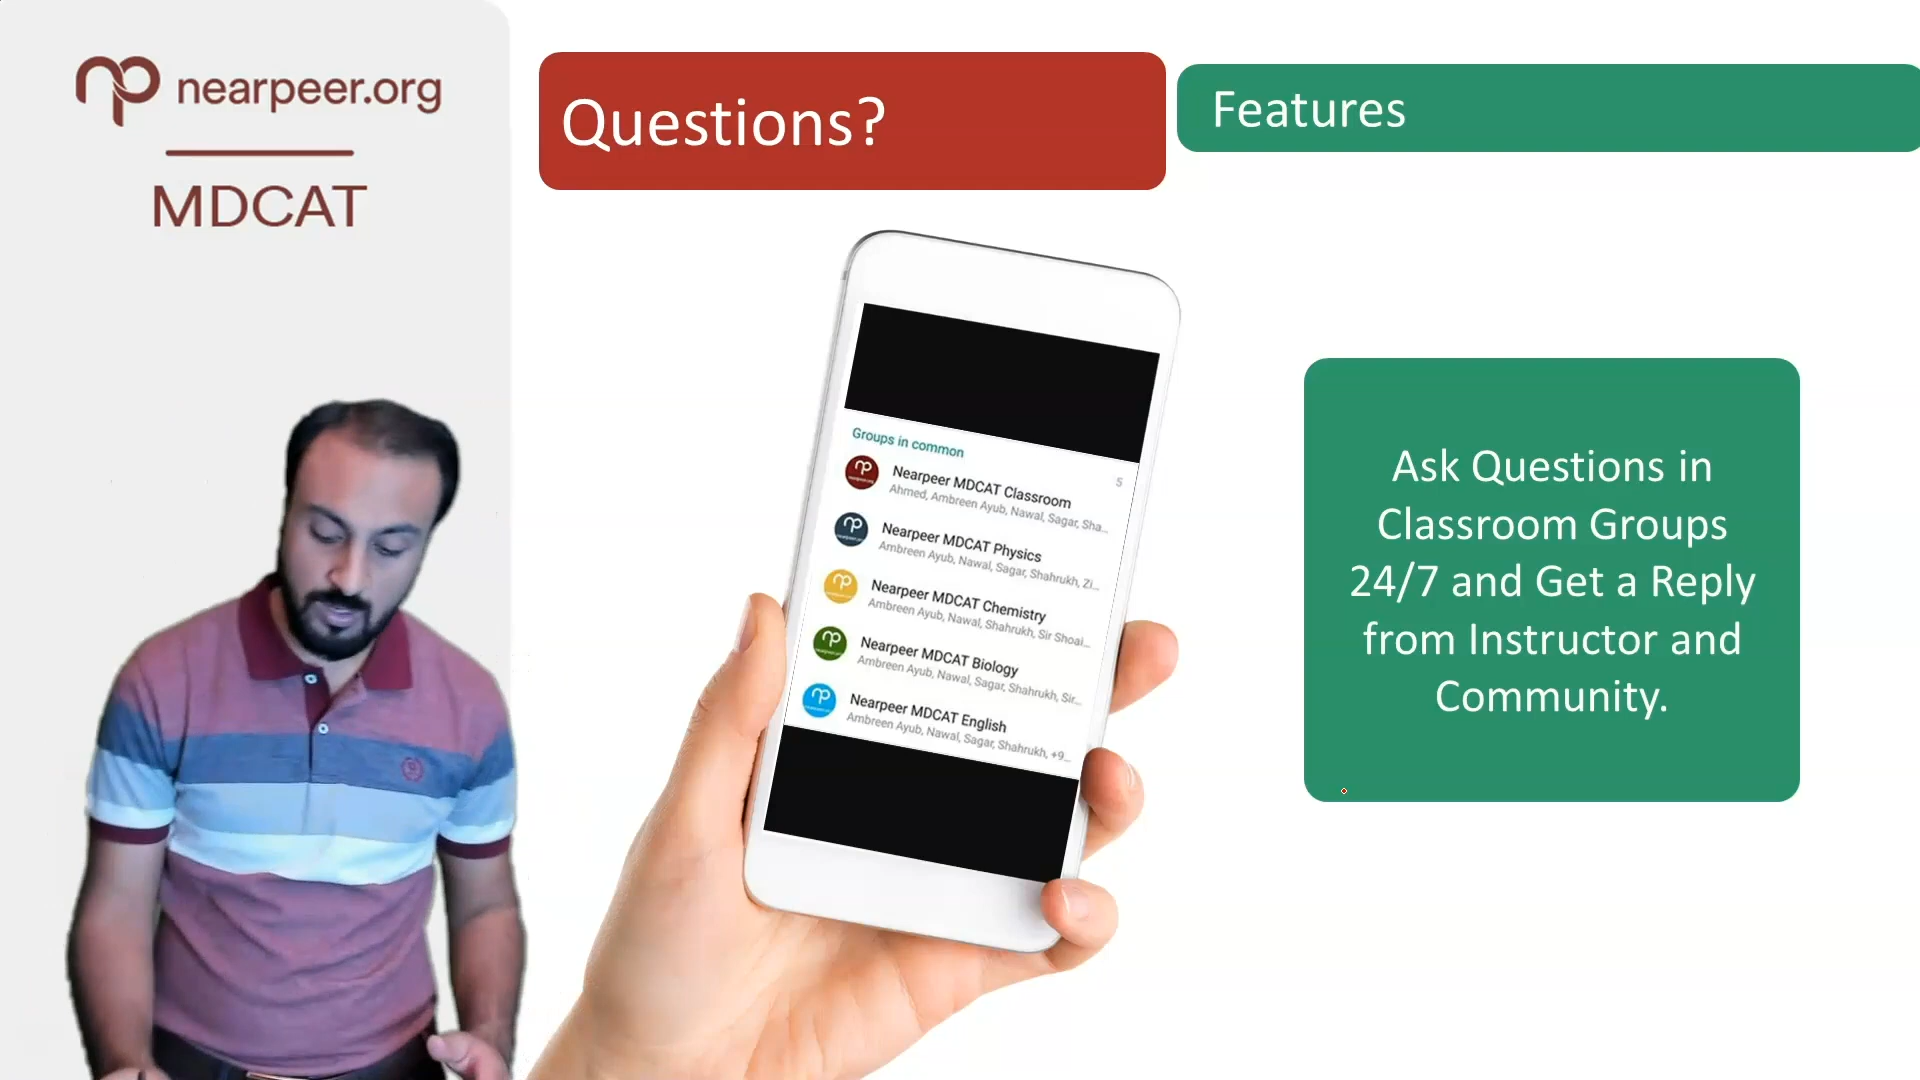 nearpeer.org
MDCAT
Questions?
Features
Groups in common
5
Nearpeer MDCAT Classroom
Ahmed, Ambreen Ayub, Nawal, Sagar, Sha...
Nearpeer MDCAT Physics
Ambreen Ayub, Nawal, Sagar, Shahrukh, Zi...
Nearpeer MDCAT Chemistry
Ambreen Ayub, Nawal, Shahrukh, Sir Shoai...
Nearpeer MDCAT Biology
Ambreen Ayub, Nawal, Sagar, Shahrukh, Sir...
Nearpeer MDCAT English
Ambreen Ayub, Nawal, Sagar, Shahrukh, +9...
Ask Questions in
Classroom Groups
24/7 and Get a Reply
from Instructor and
Community.